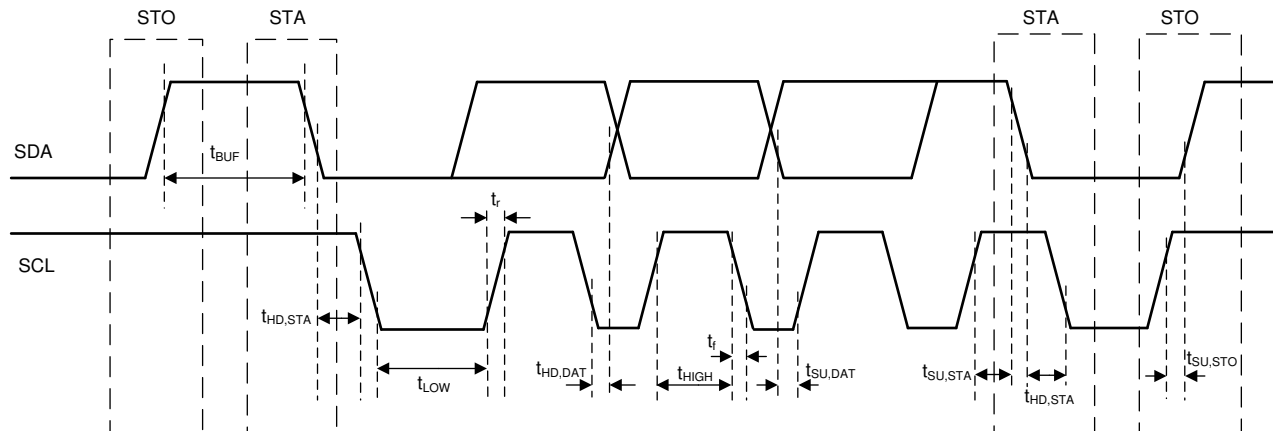 STO
STA
STA
STO
SDA
tBUF
tr
SCL
tHD,STA
tLOW
tHD,DAT
tHIGH
tf
tSU,DAT
tSU,STA
tHD,STA
tSU,STO